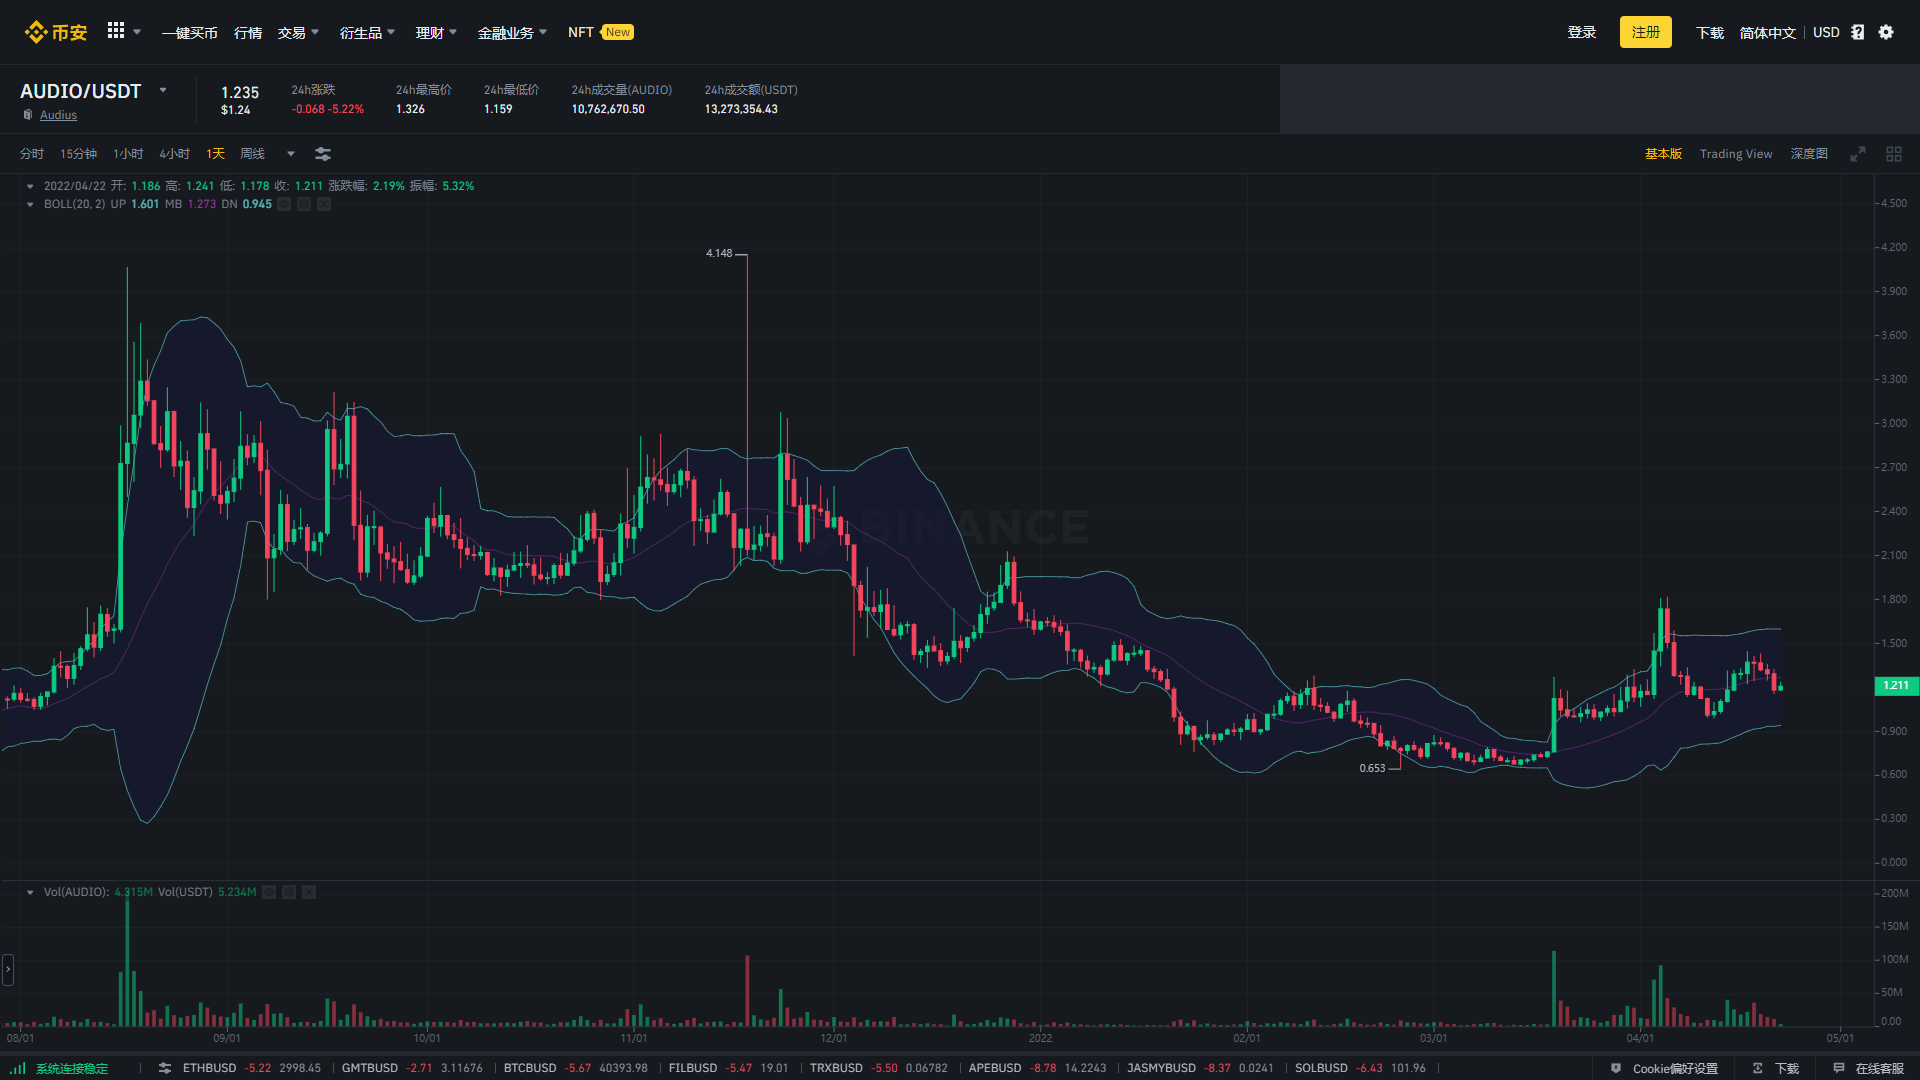 币安 一键买币 行情 交易 衍生品 理财 金融业务 NFT New 登录 注册 下载 简体中文 USD
AUDIO/USDT
Audius
1.235
$1.24
24h涨跌
-0.068 -5.22%
24h最高价
1.326
24h最低价
1.159
24h成交量(AUDIO)
10,762,670.50
24h成交额(USDT)
13,273,354.43
分时 15分钟 1小时 4小时 1天 周线 基本版 Trading View 深度图
2022/04/22 开: 1.186 高: 1.241 低: 1.178 收: 1.211 涨跌幅: 2.19% 振幅: 5.32%
BOLL(20, 2) UP 1.601 MB 1.273 DN 0.945
4.500
4.200
4.148
3.900
3.600
3.300
3.000
2.700
2.400
BINANCE
2.100
1.800
1.500
1.211
0.900
0.653
0.600
0.300
0.000
Vol(AUDIO): 4.315M Vol(USDT) 5.234M
200M
150M
100M
50M
0.00
08/01 09/01 10/01 11/01 12/01 2022 02/01 03/01 04/01 05/01
系统连接稳定 ETHBUSD -5.22 2998.45 GMTBUSD -2.71 3.11676 BTCBUSD -5.67 40393.98 FILBUSD -5.47 19.01 TRXBUSD -5.50 0.06782 APEBUSD -8.78 14.2243 JASMYBUSD -8.37 0.0241 SOLBUSD -6.43 101.96 Cookie偏好设置 下载 在线客服